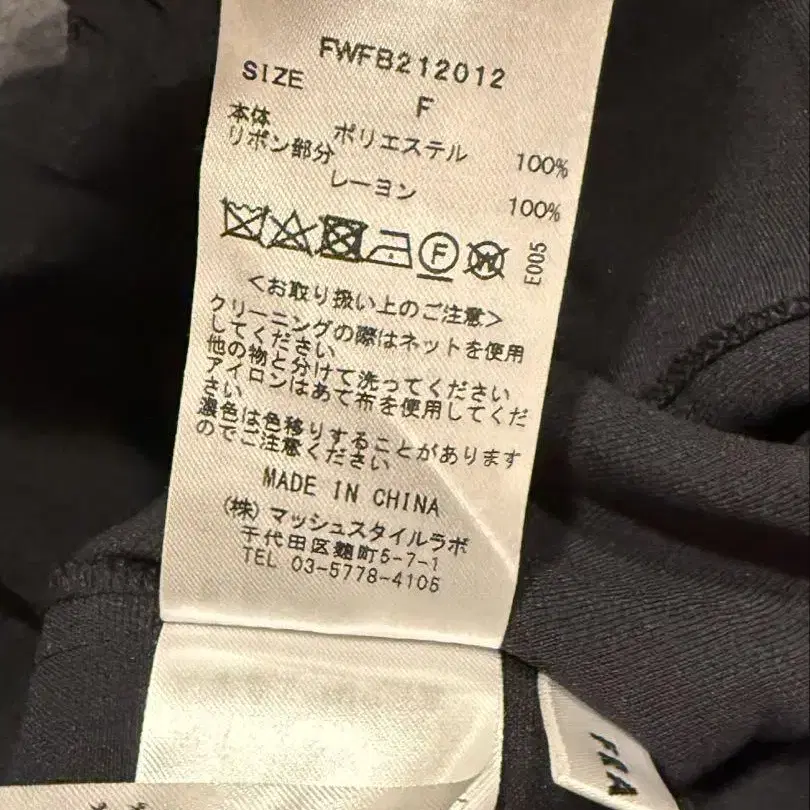 FWFB212012
SIZE
F
本体 ポリエステル 100%
リボン部分
レーヨン 100%
F W E005
<お取り扱い上のご注意>
クリーニングの際はネットを使用
してください
他の物と分けて洗ってください
アイロンはあて布を使用してくだ
さい
濃色は色移りすることがあります
のでご注意ください
MADE IN CHINA
(株)マッシュスタイルラボ
千代田区麹町5-7-1
TEL 03-5778-4105